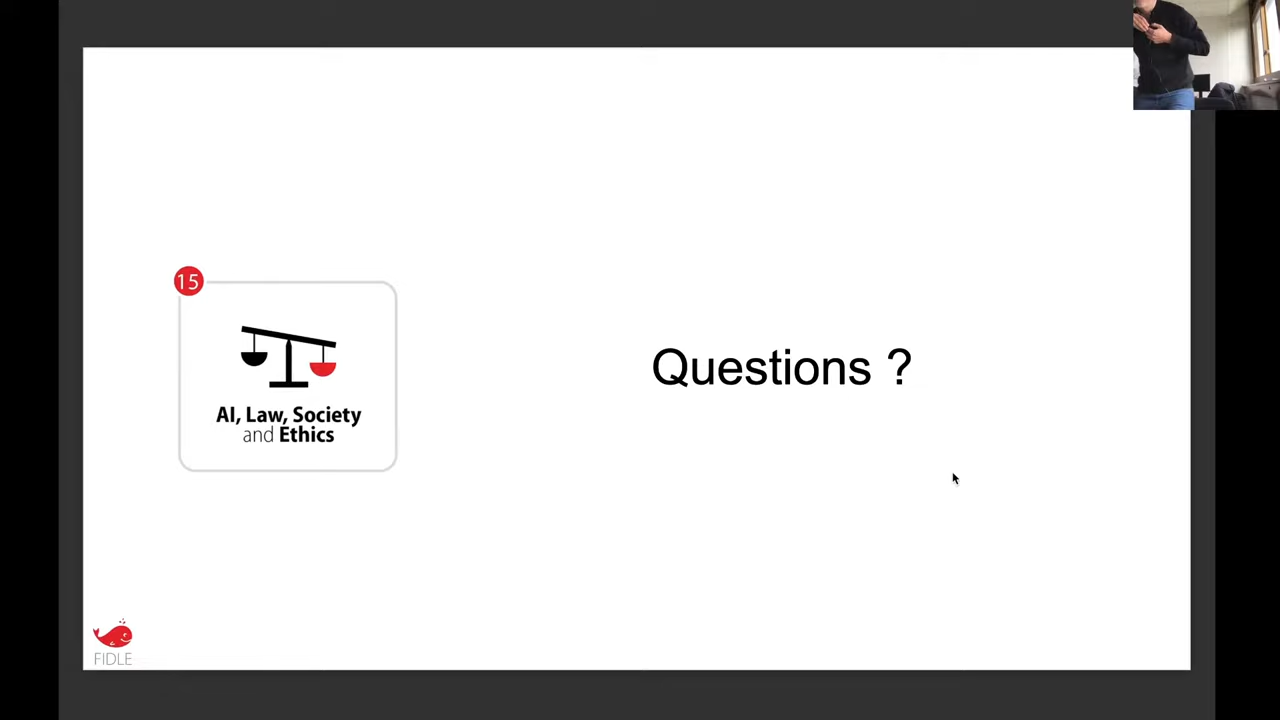 15
AI, Law, Society
and Ethics
Questions ?
FIDLE